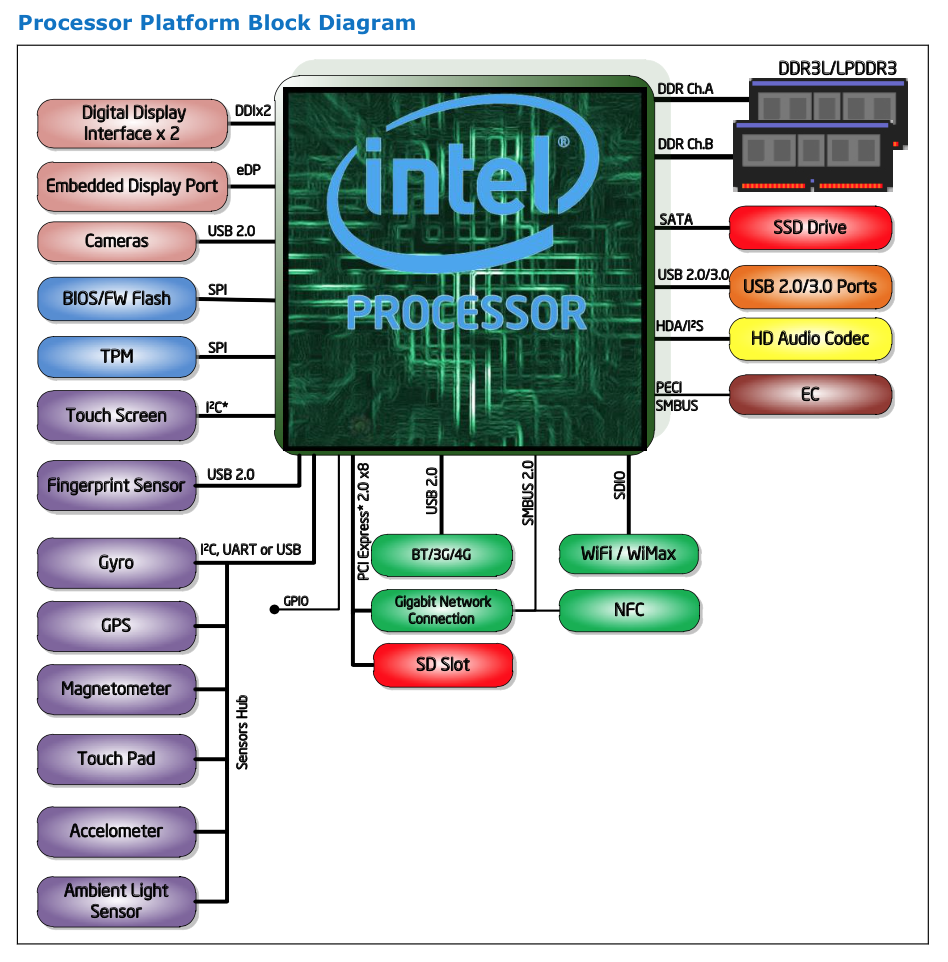 Processor Platform Block Diagram
DDR3L/LPDDR3
DDR Ch.A
Digital Display
Interface x 2
DDIx2
intel®
PROCESSOR
DDR Ch.B
Embedded Display Port
eDP
Cameras
USB 2.0
SATA
SSD Drive
BIOS/FW Flash
SPI
USB 2.0/3.0
USB 2.0/3.0 Ports
TPM
SPI
HDA/I²S
HD Audio Codec
Touch Screen
I²C*
PECI
SMBUS
EC
Fingerprint Sensor
USB 2.0
PCI Express* 2.0 x8
USB 2.0
SMBUS 2.0
SDIO
Gyro
I²C, UART or USB
BT/3G/4G
WiFi / WiMax
GPIO
Gigabit Network
Connection
NFC
GPS
SD Slot
Magnetometer
Sensors Hub
Touch Pad
Accelometer
Ambient Light
Sensor